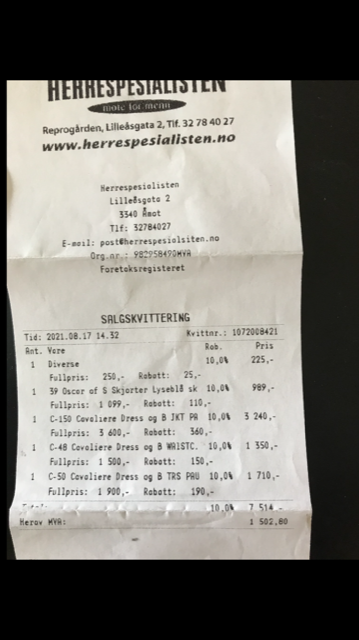 HERRESPESIALISTEN
mote for menn
Reprogården, Lilleåsgata 2, Tlf. 32 78 40 27
www.herrespesialisten.no
Herrespesialisten
Lilleåsgata 2
3340 Åmot
Tlf: 32784027
E-mail: post@herrespesialsiten.no
Org.nr.: 982958490MVA
Foretaksregisteret
SALGSKVITTERING
Tid: 2021.08.17 14.32 Kvittnr.: 1072008421
Ant. Vare Rab. Pris
1 Diverse 10,0% 225,-
Fullpris: 250,- Rabatt: 25,-
1 39 Oscar of S Skjorter Lyseblå sk 10,0% 989,-
Fullpris: 1 099,- Rabatt: 110,-
1 C-150 Cavaliere Dress og B JKT PR 10,0% 3 240,-
Fullpris: 3 600,- Rabatt: 360,-
1 C-48 Cavaliere Dress og B WAISTC. 10,0% 1 350,-
Fullpris: 1 500,- Rabatt: 150,-
1 C-50 Cavaliere Dress og B TRS PAU 10,0% 1 710,-
Fullpris: 1 900,- Rabatt: 190,-
10,0% 7 514,-
Herav MVA: 1 502,80